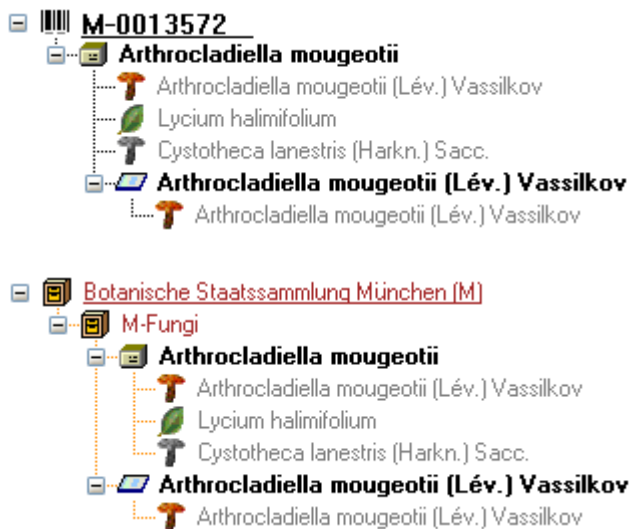 M-0013572
Arthrocladiella mougeotii
Arthrocladiella mougeotii (Lév.) Vassilkov
Lycium halimifolium
Cystotheca lanestris (Harkn.) Sacc.
Arthrocladiella mougeotii (Lév.) Vassilkov
Arthrocladiella mougeotii (Lév.) Vassilkov
Botanische Staatssammlung München (M)
M-Fungi
Arthrocladiella mougeotii
Arthrocladiella mougeotii (Lév.) Vassilkov
Lycium halimifolium
Cystotheca lanestris (Harkn.) Sacc.
Arthrocladiella mougeotii (Lév.) Vassilkov
Arthrocladiella mougeotii (Lév.) Vassilkov